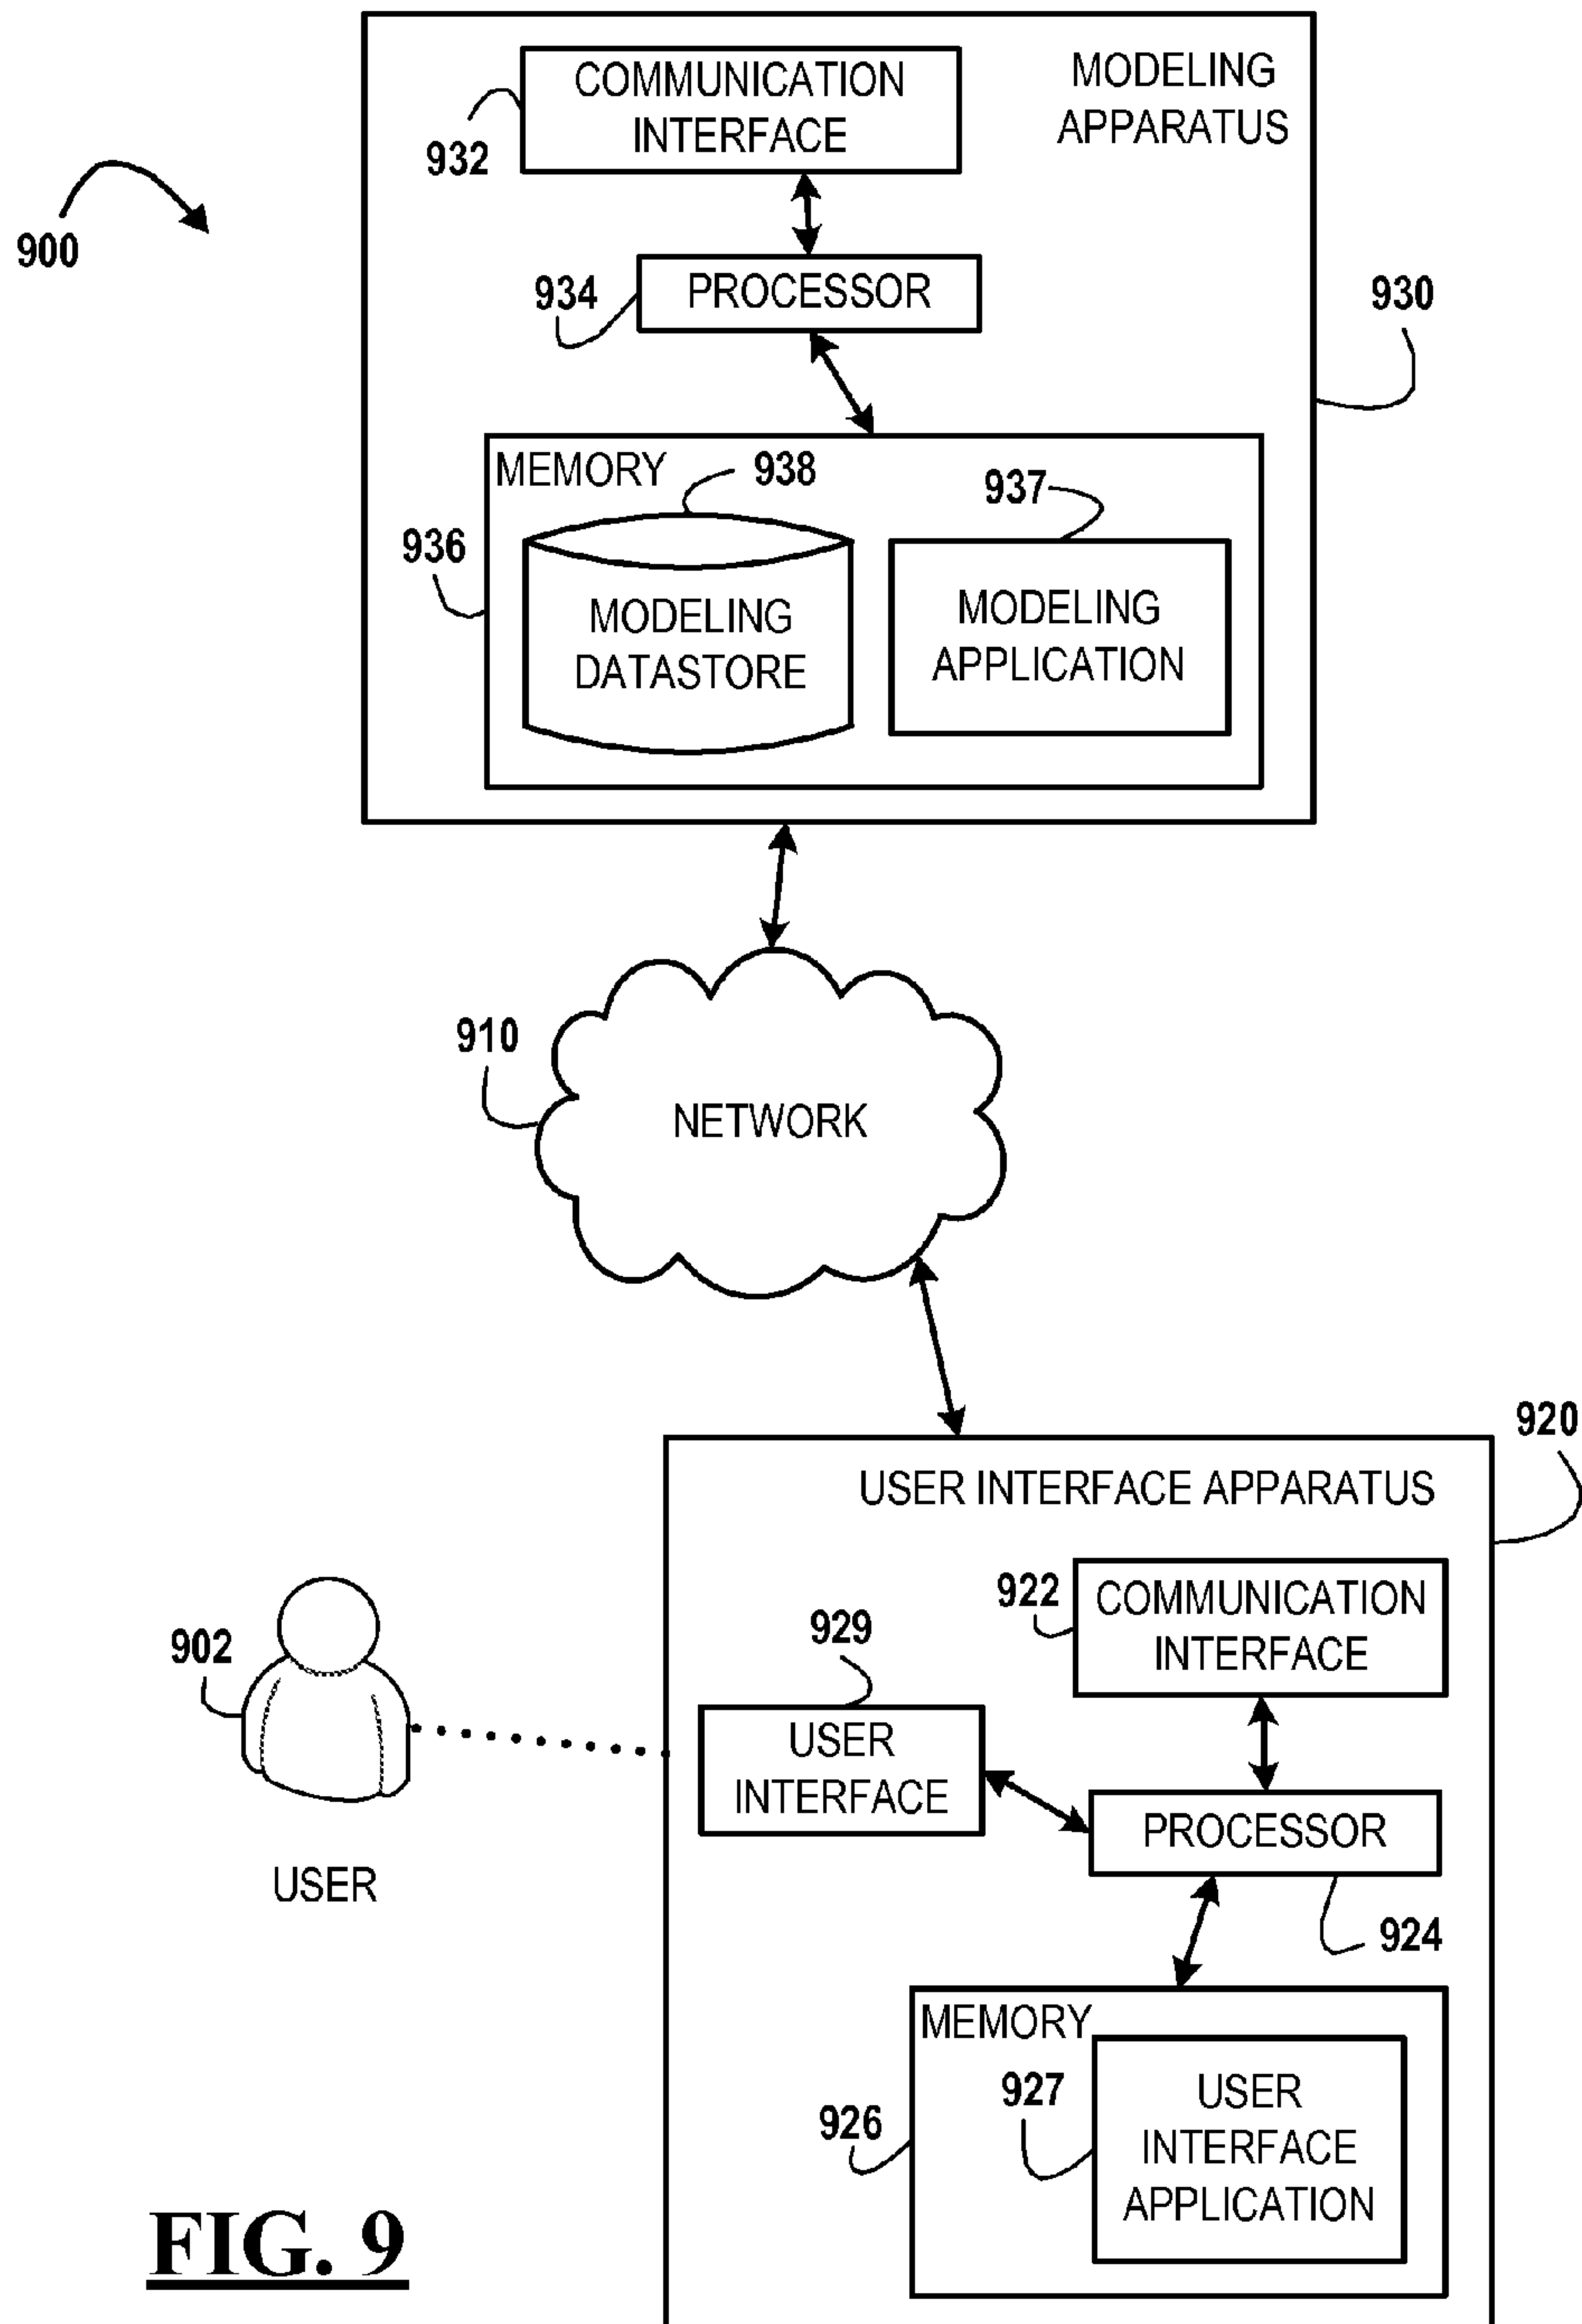 COMMUNICATION
INTERFACE
MODELING
APPARATUS
932
900
PROCESSOR
934
930
MEMORY
938
937
936
MODELING
DATASTORE
MODELING
APPLICATION
910
NETWORK
920
USER INTERFACE APPARATUS
922
COMMUNICATION
INTERFACE
929
902
USER
INTERFACE
PROCESSOR
USER
924
MEMORY
927
926
USER
INTERFACE
APPLICATION
FIG. 9